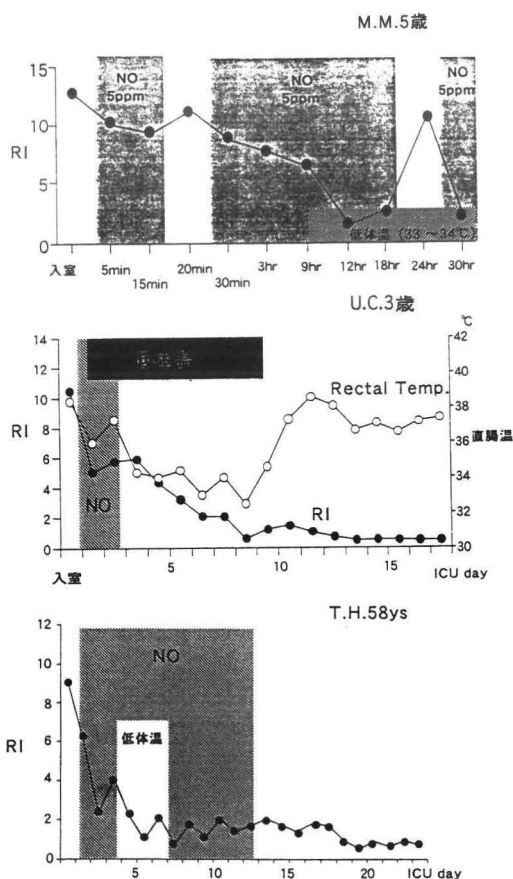 M.M.5歳
15
10
5
0
RI
NO
5ppm
NO
5ppm
NO
5ppm
低体温 (33 ~34℃)
入室 5min 15min 20min 30min 3hr 9hr 12hr 18hr 24hr 30hr
U.C.3歳
14
12
10
8
6
4
2
0
RI
NO
Rectal Temp.
RI
℃
42
40
38
36
34
32
30
直腸温
入室 5 10 15 ICU day
T.H.58ys
12
10
8
6
4
2
0
RI
NO
低体温
0 5 10 15 20 ICU day